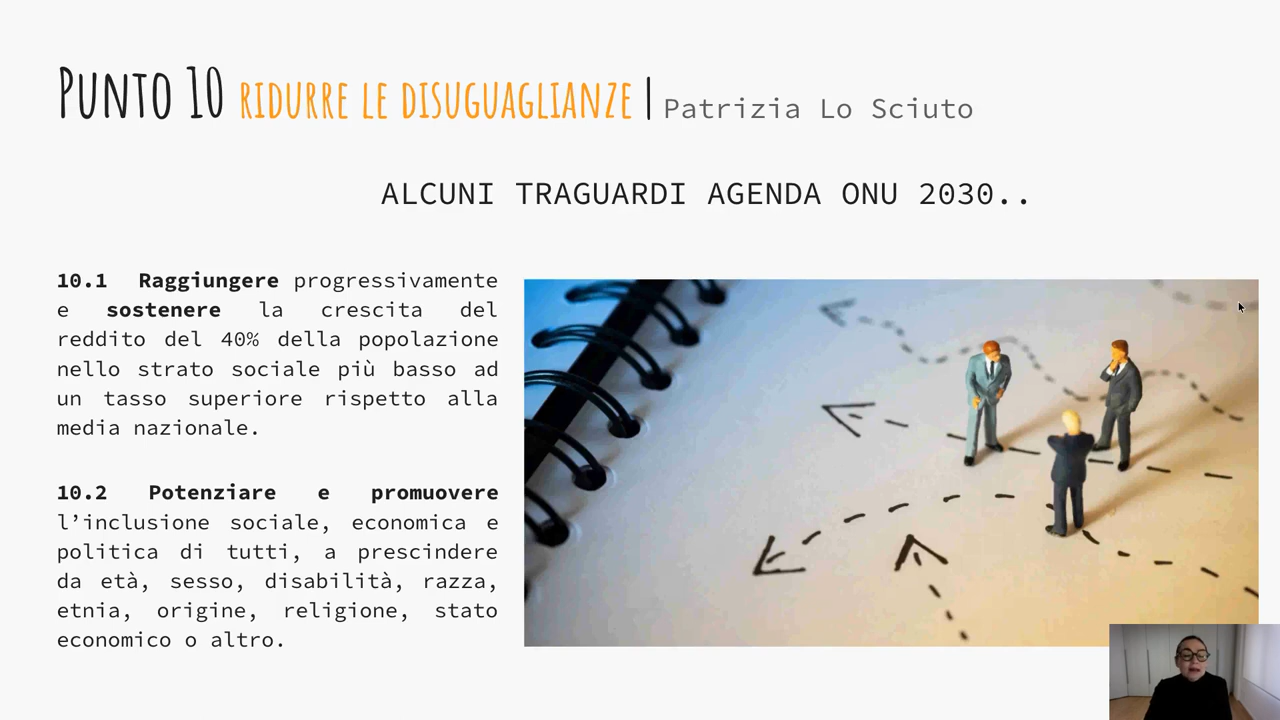 Punto 10 ridurre le disuguaglianze | Patrizia Lo Sciuto
ALCUNI TRAGUARDI AGENDA ONU 2030..
10.1 Raggiungere progressivamente
e sostenere la crescita del
reddito del 40% della popolazione
nello strato sociale più basso ad
un tasso superiore rispetto alla
media nazionale.
10.2 Potenziare e promuovere
l’inclusione sociale, economica e
politica di tutti, a prescindere
da età, sesso, disabilità, razza,
etnia, origine, religione, stato
economico o altro.